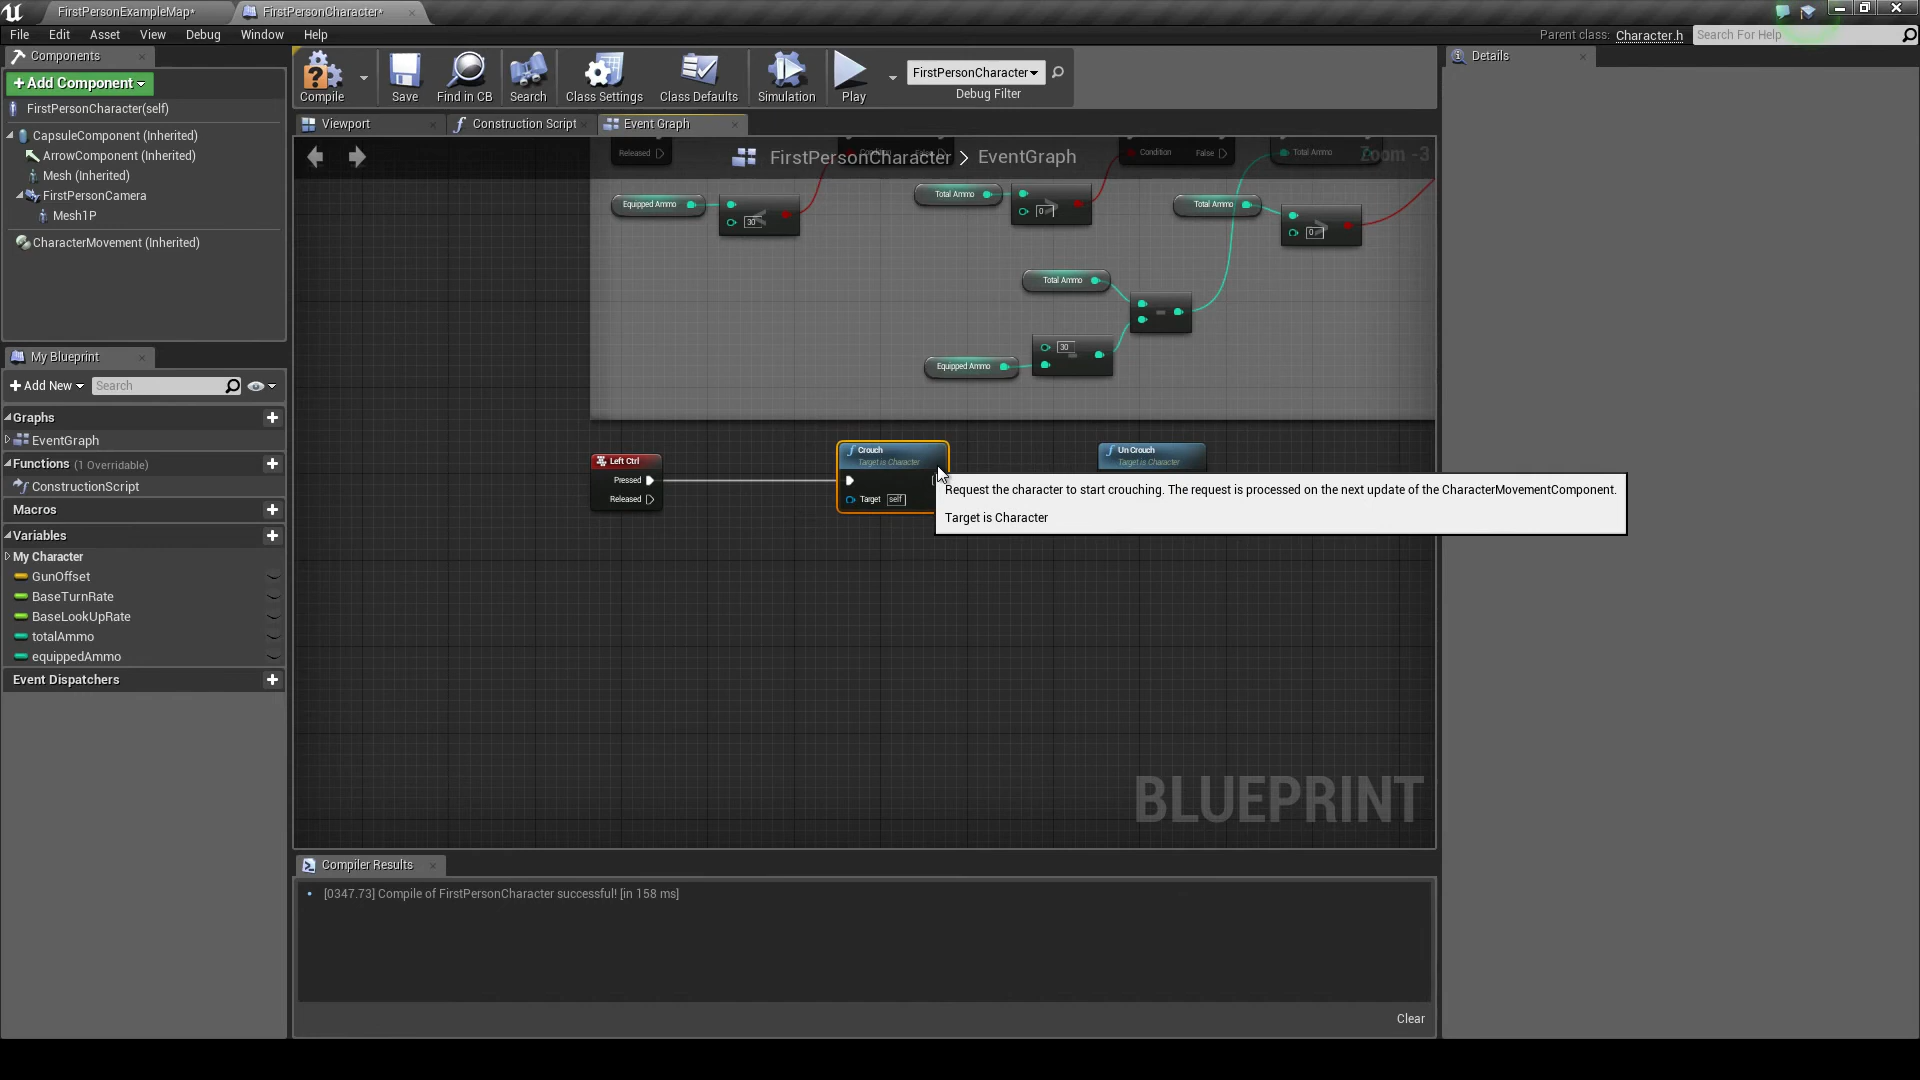 FirstPersonExampleMap*
FirstPersonCharacter*
File Edit Asset View Debug Window Help
Parent class: Character.h Search For Help
Components
+Add Component
FirstPersonCharacter(self)
CapsuleComponent (Inherited)
ArrowComponent (Inherited)
Mesh (Inherited)
FirstPersonCamera
Mesh1P
CharacterMovement (Inherited)
Compile Save Find in CB Search Class Settings Class Defaults Simulation Play
FirstPersonCharacter
Debug Filter
Details
Viewport
Construction Script
Event Graph
FirstPersonCharacter > EventGraph
Zoom -3
Released
Condition False
Condition False
Total Ammo
Equipped Ammo
30
Total Ammo
0
Total Ammo
0
Total Ammo
30
Equipped Ammo
Left Ctrl
Pressed
Released
Crouch
Target is Character
Target self
Un Crouch
Target is Character
Request the character to start crouching. The request is processed on the next update of the CharacterMovementComponent.
Target is Character
BLUEPRINT
My Blueprint
+ Add New Search
Graphs
EventGraph
Functions (1 Overridable)
ConstructionScript
Macros
Variables
My Character
GunOffset
BaseTurnRate
BaseLookUpRate
totalAmmo
equippedAmmo
Event Dispatchers
Compiler Results
[0347.73] Compile of FirstPersonCharacter successful! [in 158 ms]
Clear